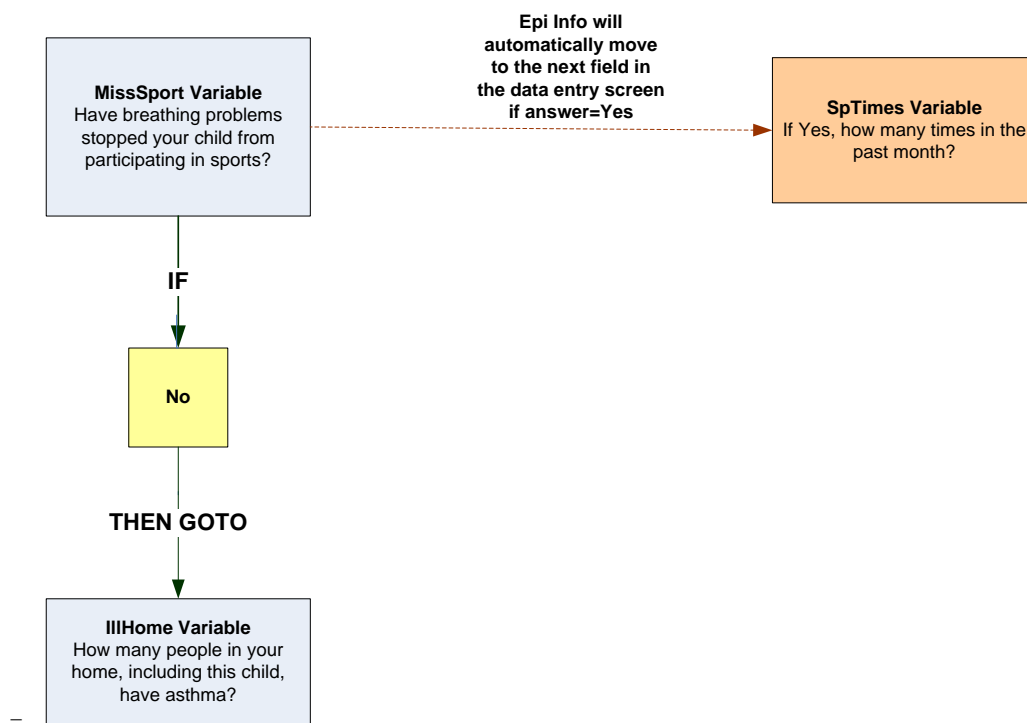 Epi Info will
automatically move
to the next field in
the data entry screen
if answer=Yes
MissSport Variable
Have breathing problems
stopped your child from
participating in sports?
SpTimes Variable
If Yes, how many times in the
past month?
IF
No
THEN GOTO
IllHome Variable
How many people in your
home, including this child,
have asthma?